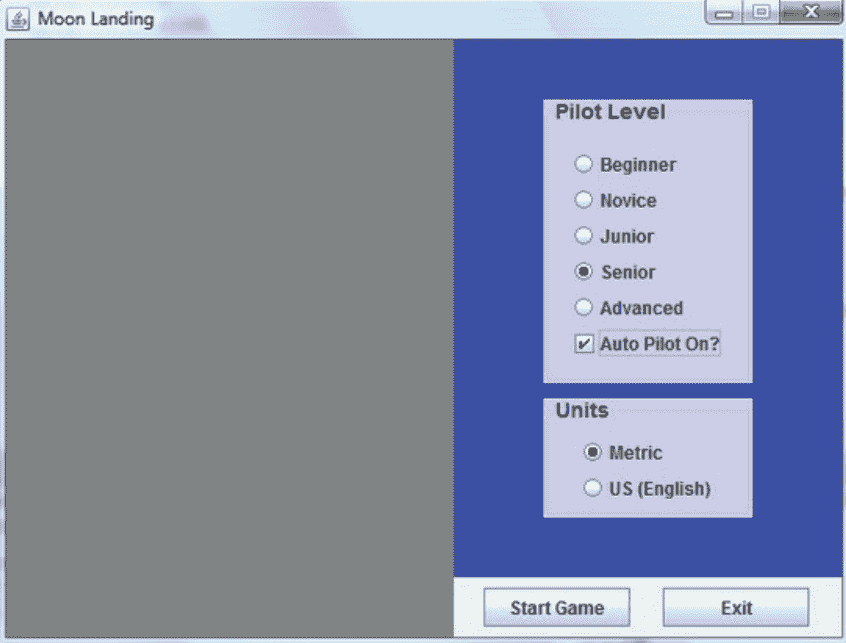 Moon Landing
Pilot Level
Beginner
Novice
Junior
Senior
Advanced
Auto Pilot On?
Units
Metric
US (English)
Start Game
Exit